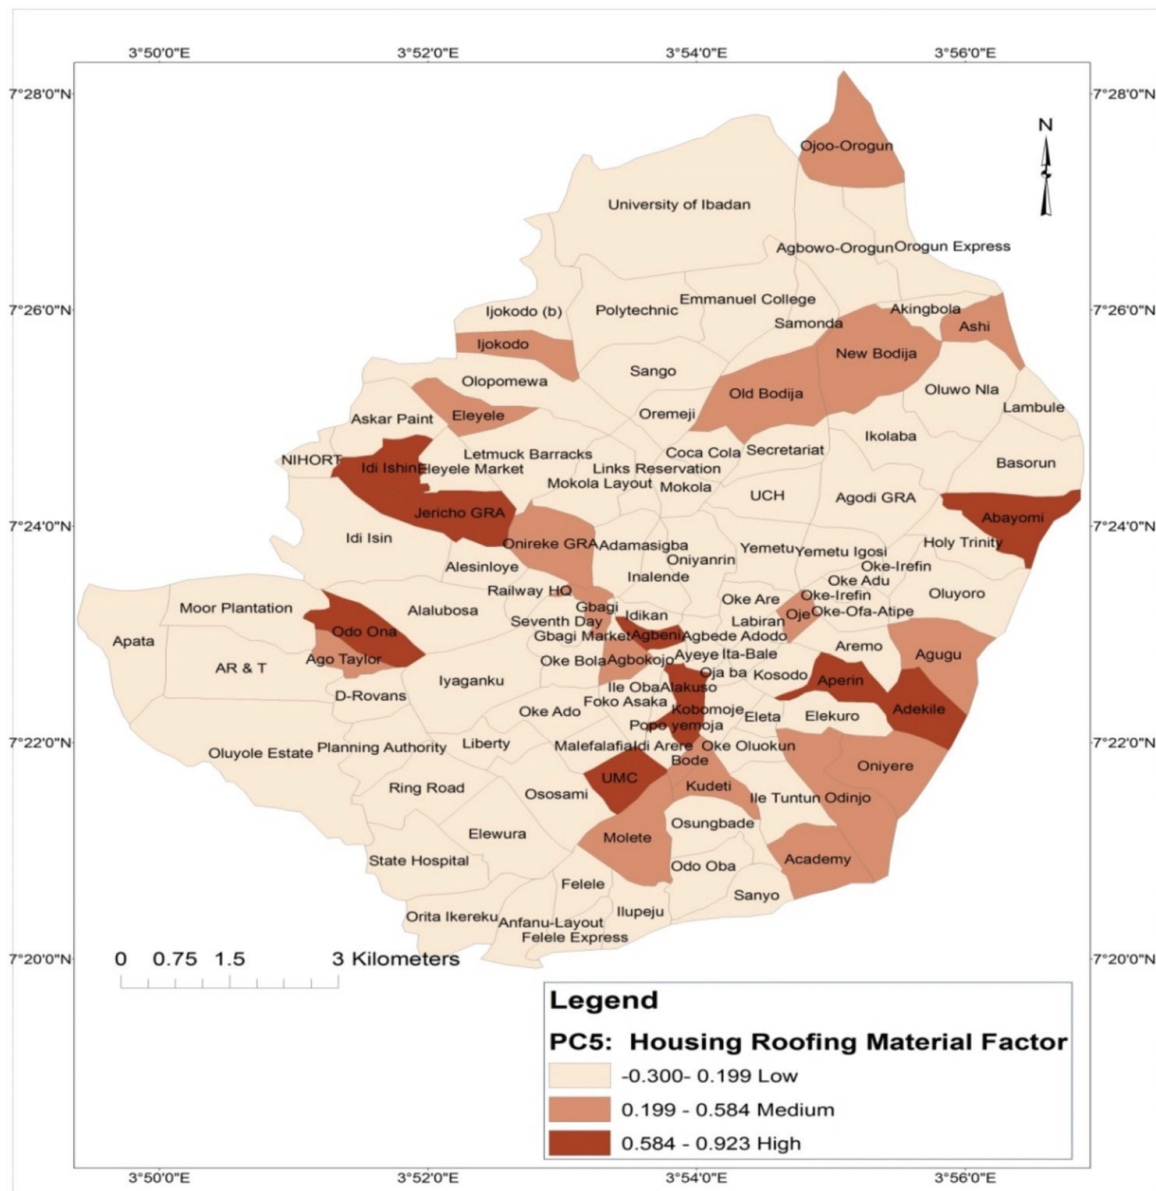 3°50'0"E 3°52'0"E 3°54'0"E 3°56'0"E
7°28'0"N 7°28'0"N
N
Ojoo-Orogun
University of Ibadan
Agbowo-Orogun Orogun Express
7°26'0"N 7°26'0"N
Emmanuel College
Ijokodo (b) Polytechnic Akingbola
Samonda Ashi
Ijokodo New Bodija
Sango
Olopomewa Old Bodija Oluwo Nla
Askar Paint Eleyele Oremeji Lambule
Ikolaba
NIHORT Letmuck Barracks Coca Cola Secretariat
Idi Ishin Eleyele Market Links Reservation Basorun
Mokola Layout Mokola
UCH Agodi GRA
Jericho GRA Abayomi
7°24'0"N 7°24'0"N
Idi Isin Onireke GRA Adamasigba Yemetu Yemetu Igosi Holy Trinity
Oniyanrin
Alesinloye Inalende Oke-Irefin
Oke Adu
Railway HQ Oke Are Oke-Irefin Oluyoro
Moor Plantation Alalubosa Gbagi Idikan Oje Oke-Ofa-Atipe
Seventh Day Labiran
Apata Odo Ona Gbagi Market Agbeni Agbede Adodo
Aremo
Ago Taylor Oke Bola Agbokojo Ayeye Ita-Bale Agugu
AR & T Iyaganku Oja ba Kosodo Aperin
D-Rovans Ile Oba Alakuso
Foko Asaka
Oke Ado Kobomoje Eleta Elekuro Adekile
Popo yemoja
7°22'0"N 7°22'0"N
Oluyole Estate Planning Authority Liberty Malefalafia Idi Arere Oke Oluokun
Bode Oniyere
Ring Road Ososami UMC Kudeti
Ile Tuntun Odinjo
Elewura Molete Osungbade
State Hospital Odo Oba Academy
Felele Sanyo
Orita Ikereku Anfanu-Layout Ilupeju
Felele Express
7°20'0"N 7°20'0"N
0 0.75 1.5 3 Kilometers
Legend
PC5: Housing Roofing Material Factor
-0.300- 0.199 Low
0.199 - 0.584 Medium
0.584 - 0.923 High
3°50'0"E 3°52'0"E 3°54'0"E 3°56'0"E